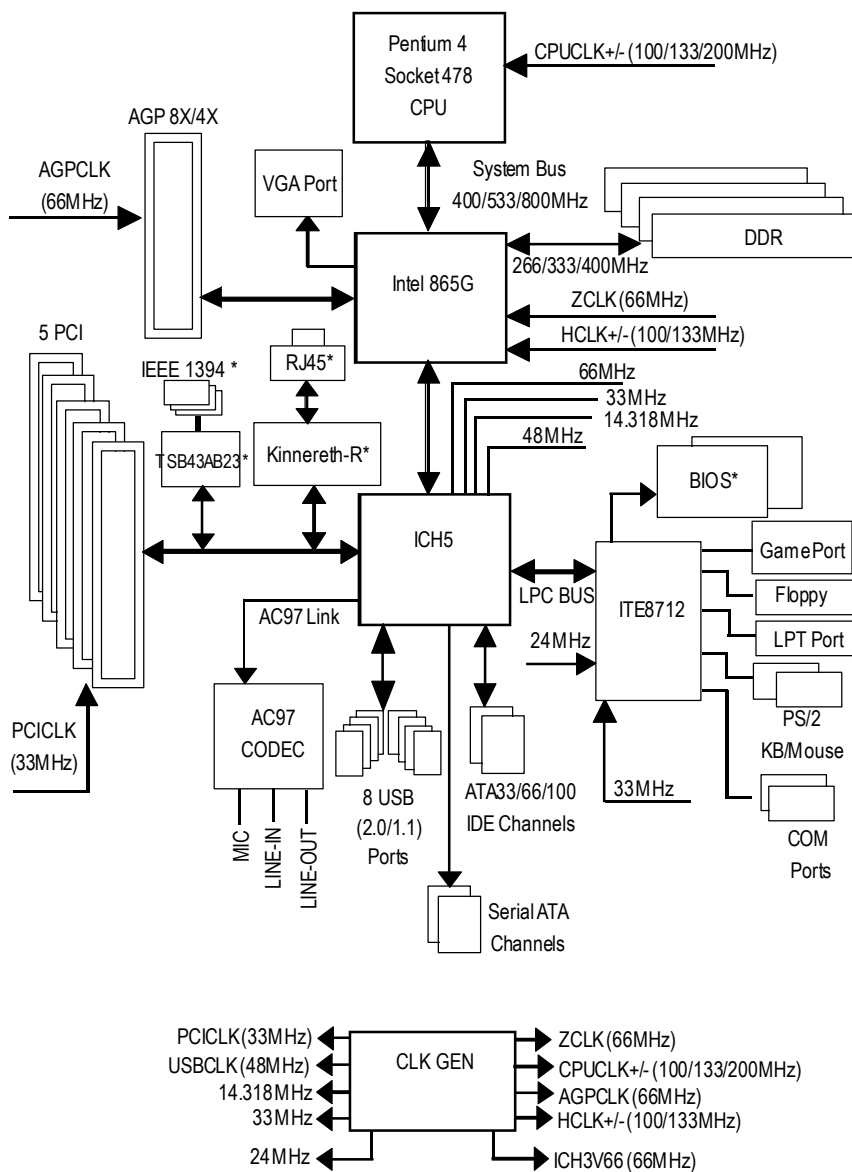 Pentium 4
Socket 478
CPU
CPUCLK+/- (100/133/200MHz)
AGP 8X/4X
AGPCLK
(66MHz)
VGA Port
System Bus
400/533/800MHz
DDR
266/333/400MHz
Intel 865G
ZCLK (66MHz)
HCLK+/- (100/133MHz)
5 PCI
IEEE 1394 *
RJ45*
66MHz
33MHz
14.318MHz
48MHz
TSB43AB23*
Kinnereth-R*
BIOS*
ICH5
Game Port
LPC BUS
ITE8712
Floppy
LPT Port
AC97 Link
24MHz
PS/2
KB/Mouse
PCICLK
(33MHz)
AC97
CODEC
33MHz
8 USB
(2.0/1.1)
Ports
ATA33/66/100
IDE Channels
COM
Ports
MIC
LINE-IN
LINE-OUT
Serial ATA
Channels
PCICLK (33MHz)
USBCLK (48MHz)
14.318MHz
33MHz
24MHz
CLK GEN
ZCLK (66MHz)
CPUCLK+/- (100/133/200MHz)
AGPCLK (66MHz)
HCLK+/- (100/133MHz)
ICH3V66 (66MHz)